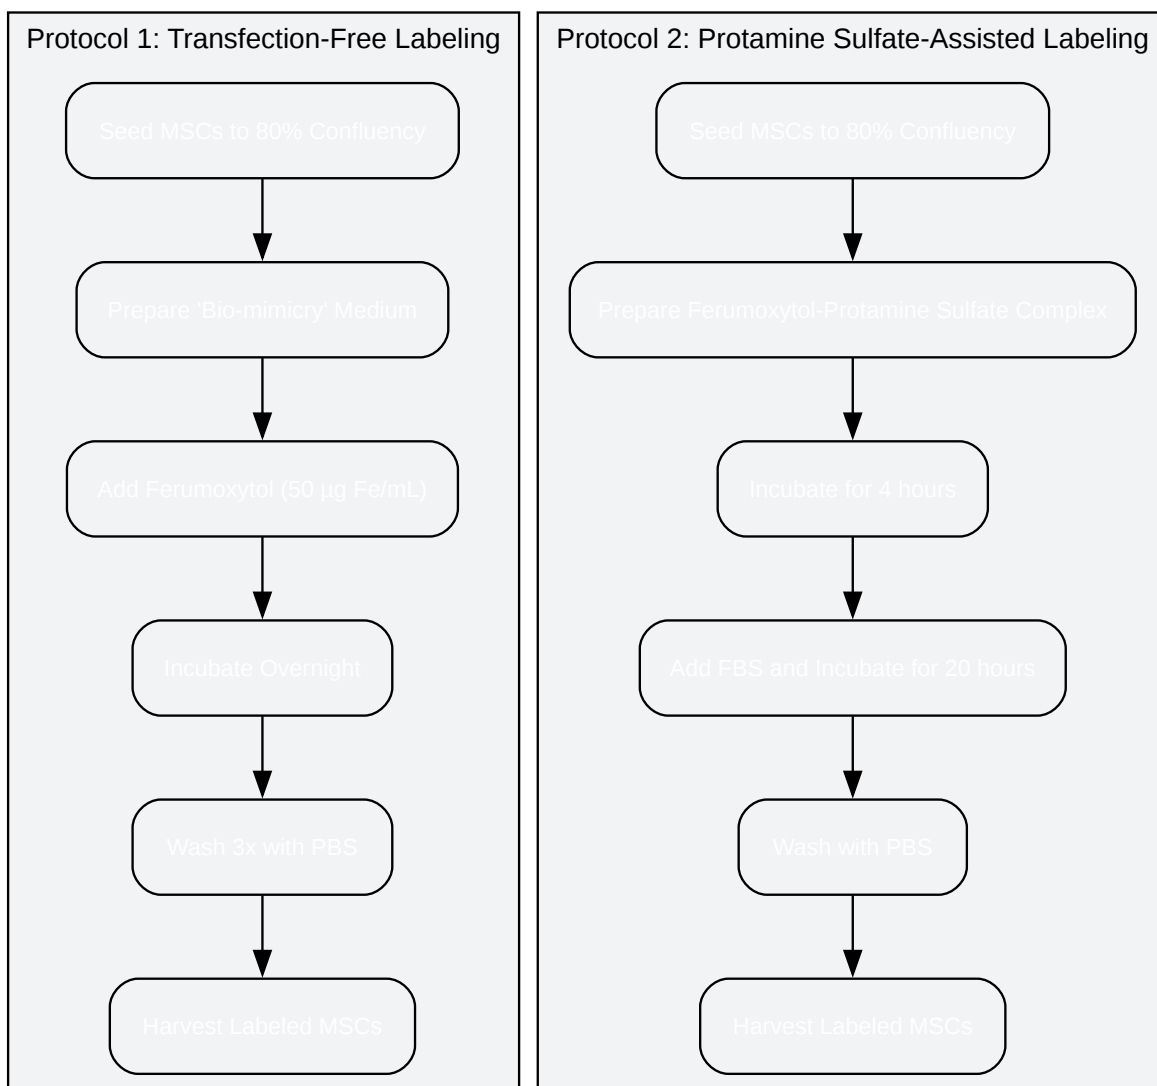 Protocol 1: Transfection-Free Labeling
Seed MSCs to 80% Confluency
Prepare 'Bio-mimicry' Medium
Add Ferumoxytol (50 µg Fe/mL)
Incubate Overnight
Wash 3x with PBS
Harvest Labeled MSCs
Protocol 2: Protamine Sulfate-Assisted Labeling
Seed MSCs to 80% Confluency
Prepare Ferumoxytol-Protamine Sulfate Complex
Incubate for 4 hours
Add FBS and Incubate for 20 hours
Wash with PBS
Harvest Labeled MSCs